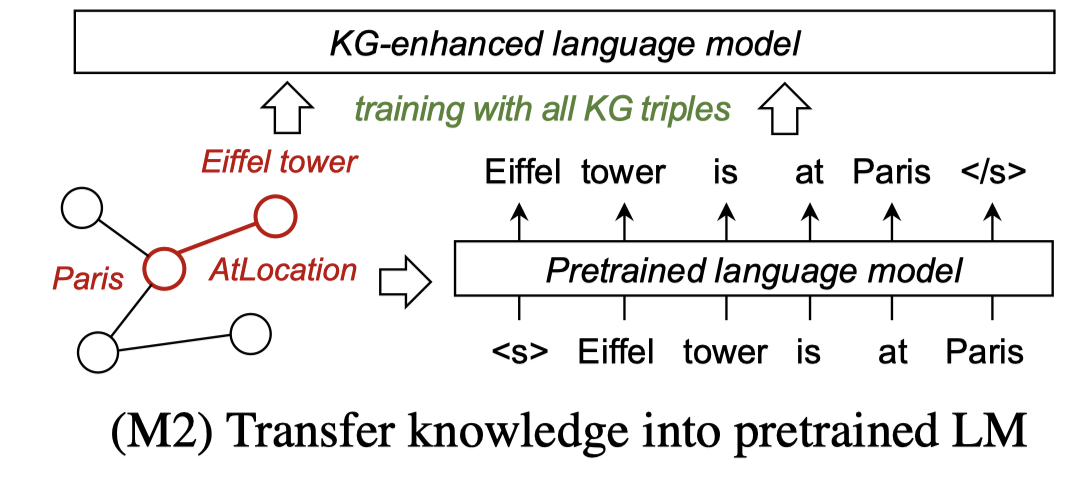 KG-enhanced language model
training with all KG triples
Eiffel tower
Eiffel tower is at Paris </s>
Paris
AtLocation
Pretrained language model
<s> Eiffel tower is at Paris
(M2) Transfer knowledge into pretrained LM